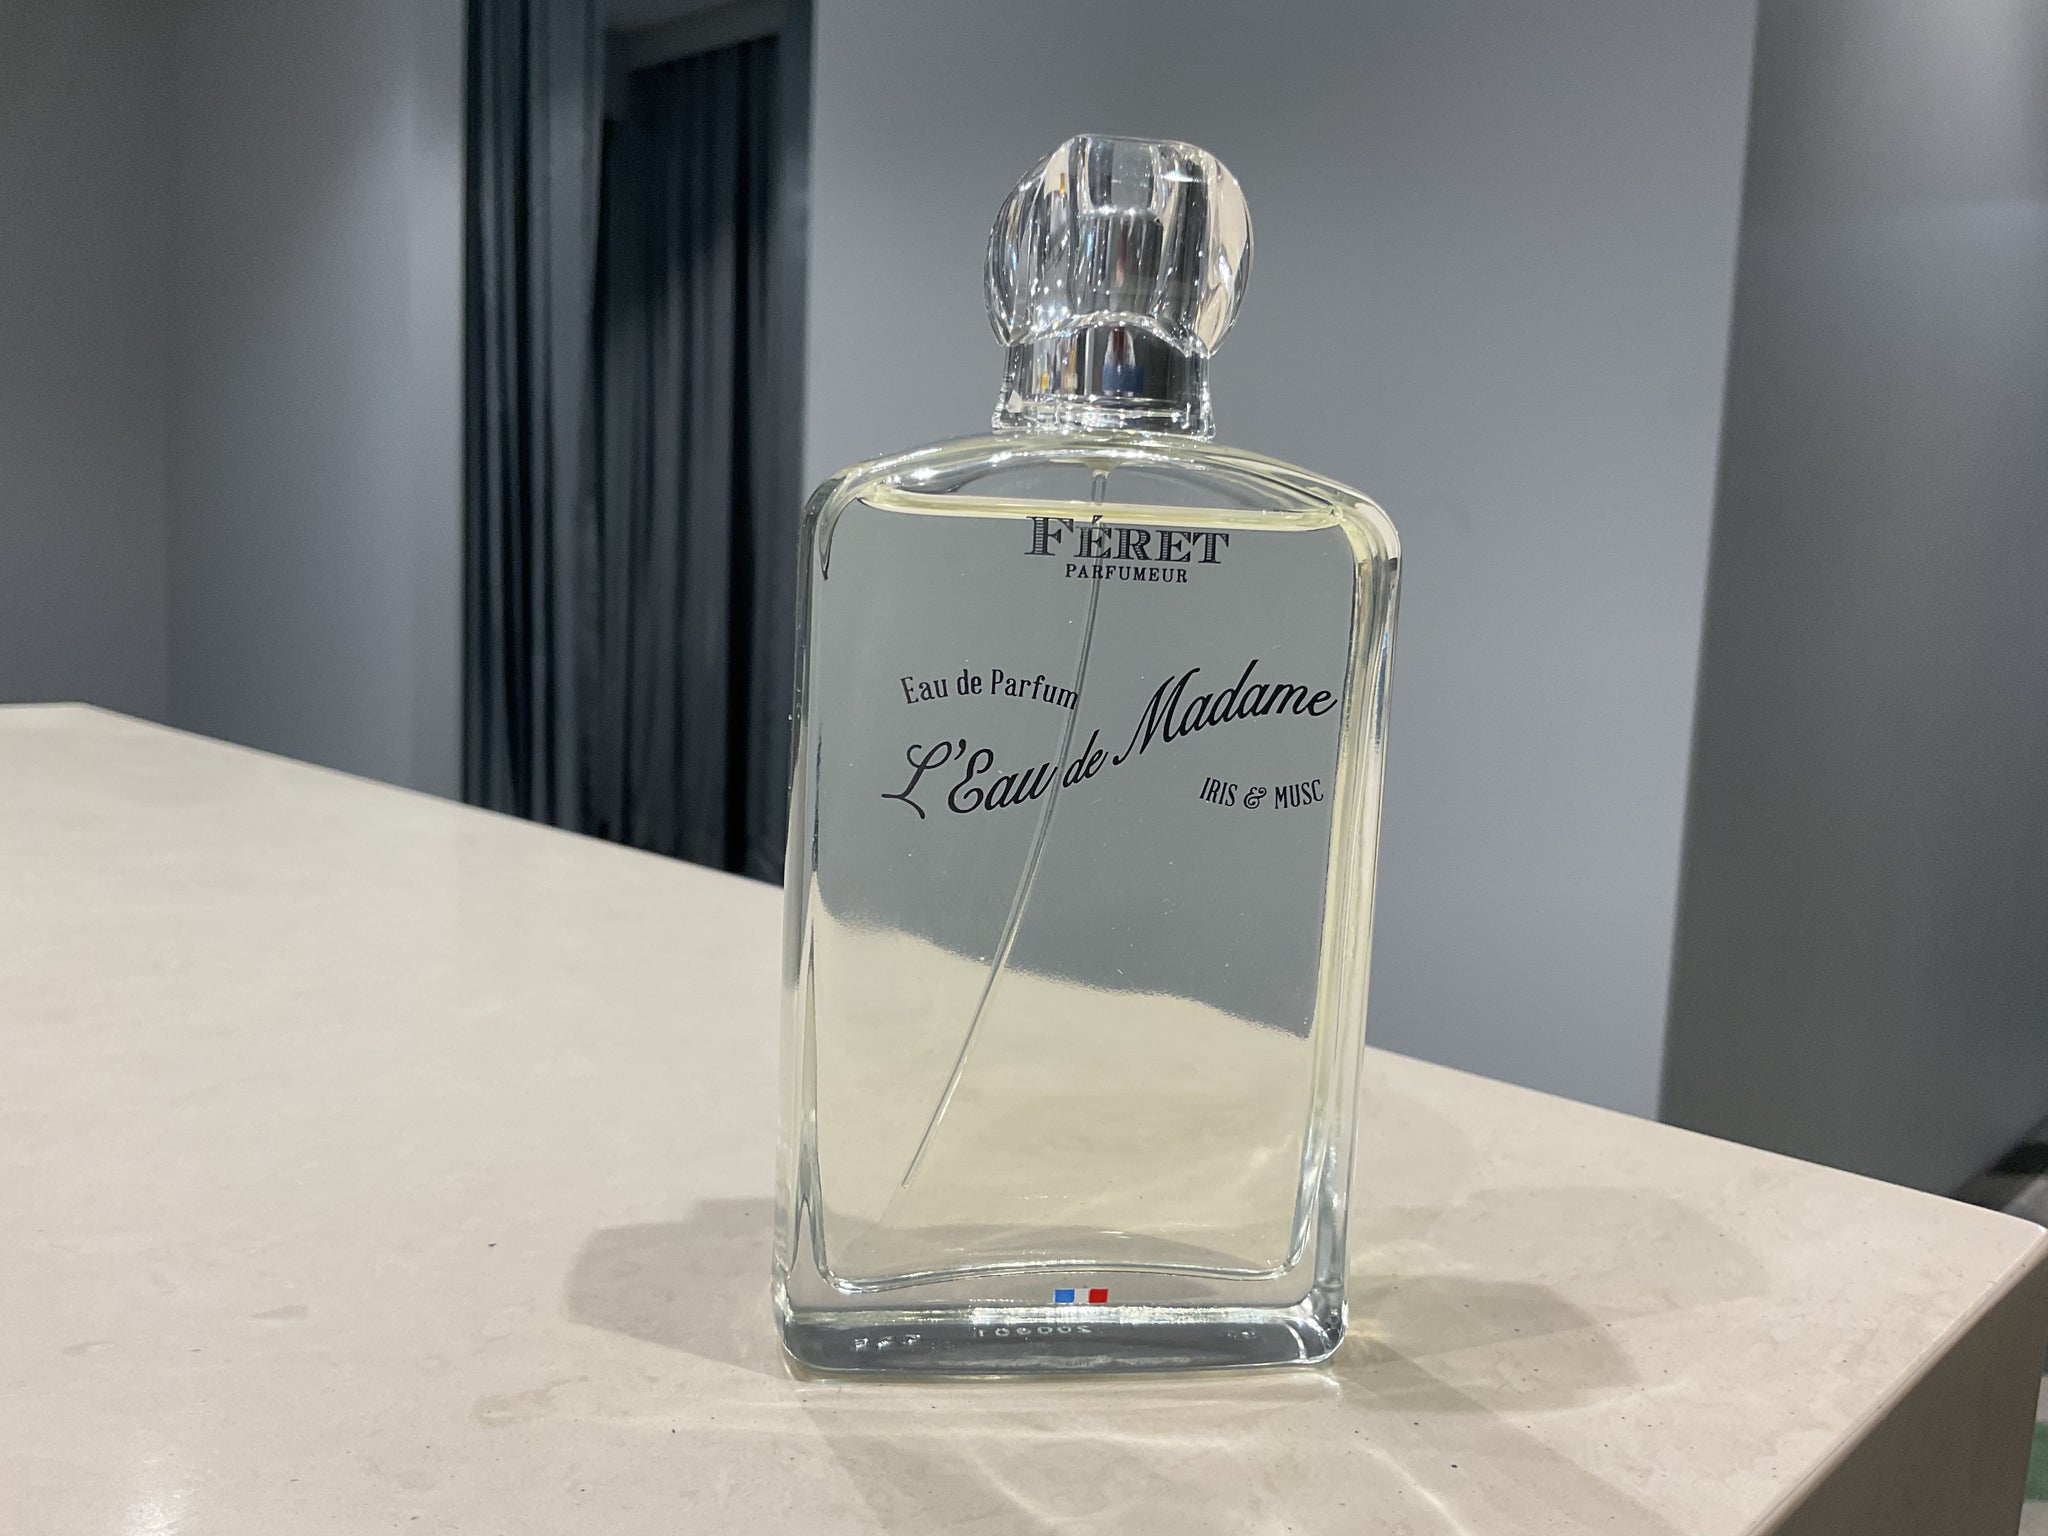 FÉRET
PARFUMEUR
Eau de Parfum
L'Eau de Madame
IRIS & MUSC